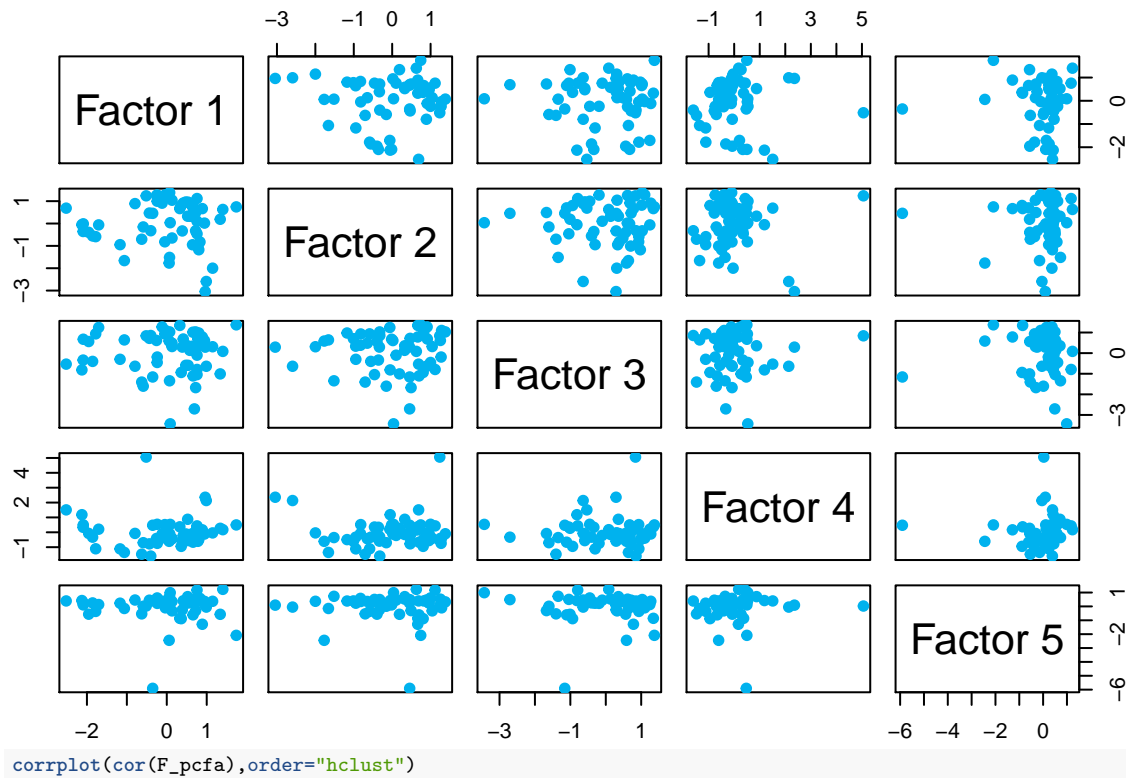 −3 −1 0 1 −1 1 3 5
Factor 1
−2 0
−3 −1 1
Factor 2
Factor 3
−3 0
−1 2 4
Factor 4
Factor 5
−6 −2 1
−2 0 1 −3 −1 1 −6 −4 −2 0
corrplot(cor(F_pcfa),order="hclust")